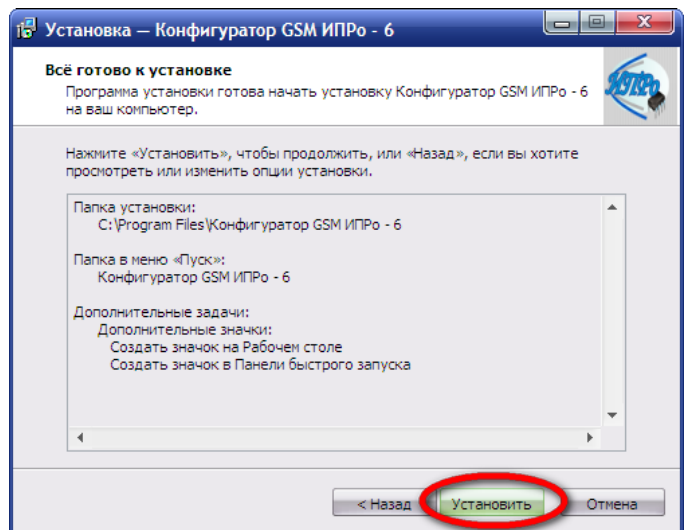 Установка — Конфигуратор GSM ИПРо - 6
Всё готово к установке
Программа установки готова начать установку Конфигуратор GSM ИПРо - 6
на ваш компьютер.
ИПРо
Нажмите «Установить», чтобы продолжить, или «Назад», если вы хотите
просмотреть или изменить опции установки.
Папка установки:
C:\Program Files\Конфигуратор GSM ИПРо - 6
Папка в меню «Пуск»:
Конфигуратор GSM ИПРо - 6
Дополнительные задачи:
Дополнительные значки:
Создать значок на Рабочем столе
Создать значок в Панели быстрого запуска
< Назад
Установить
Отмена